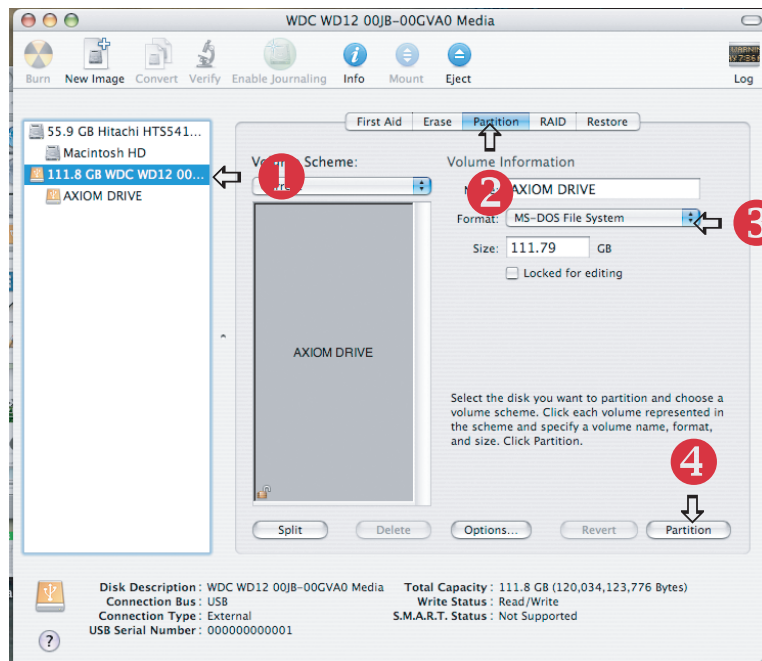 WDC WD12 00JB-00GVA0 Media
Burn New Image Convert Verify Enable Journaling Info Mount Eject Log
First Aid Erase Partition RAID Restore
55.9 GB Hitachi HTS541...
Macintosh HD
111.8 GB WDC WD12 00...
AXIOM DRIVE
1
2
3
4
Scheme:
Volume Information
AXIOM DRIVE
Format: MS-DOS File System
Size: 111.79 GB
Locked for editing
AXIOM DRIVE
Select the disk you want to partition and choose a
volume scheme. Click each volume represented in
the scheme and specify a volume name, format,
and size. Click Partition.
Split Delete Options... Revert Partition
Disk Description : WDC WD12 00JB-00GVA0 Media Total Capacity : 111.8 GB (120,034,123,776 Bytes)
Connection Bus : USB Write Status : Read/Write
Connection Type : External S.M.A.R.T. Status : Not Supported
USB Serial Number : 000000000001
?